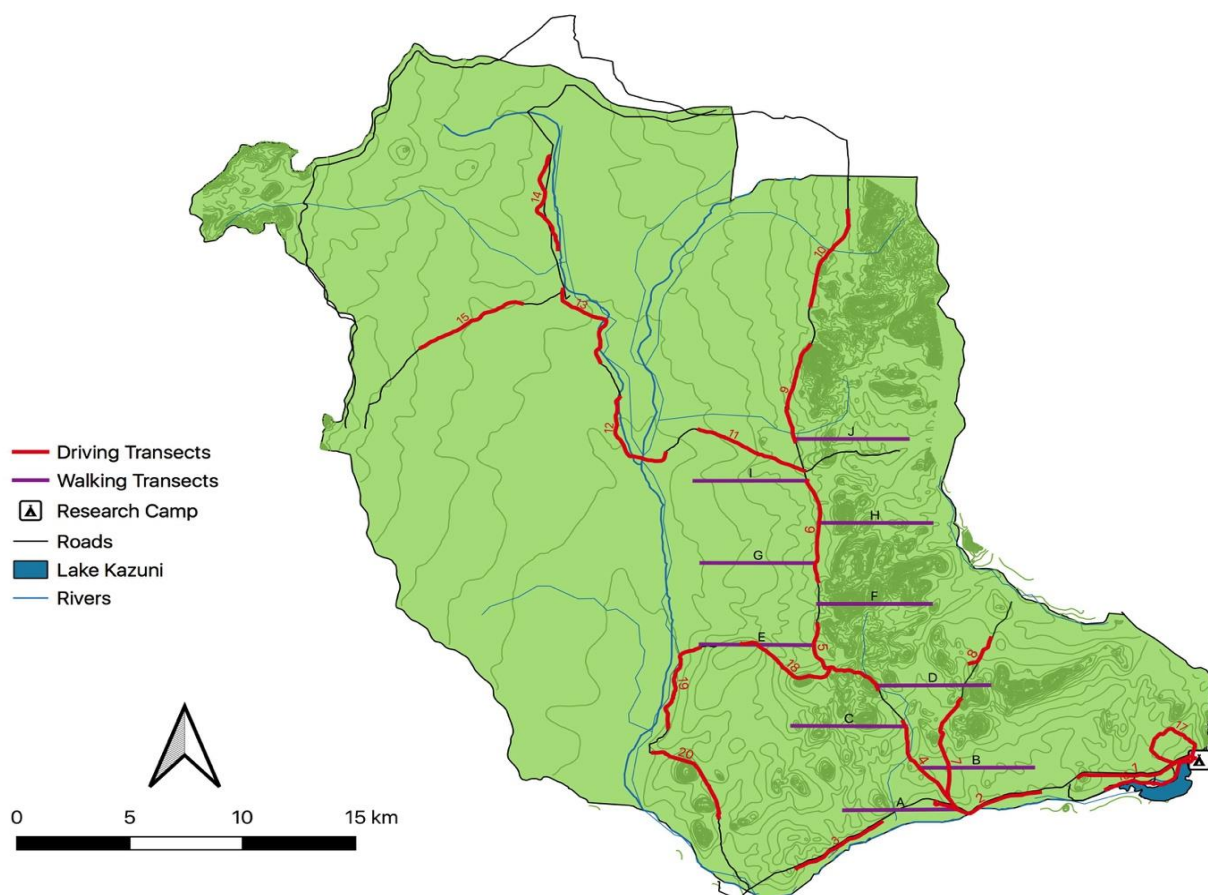 14
10
15
13
9
12
11
J
I
H
6
G
F
E
5
8
18
D
19
C
17
20
4
7
B
1
2
A
3
Driving Transects
Walking Transects
Research Camp
Roads
Lake Kazuni
Rivers
0 5 10 15 km